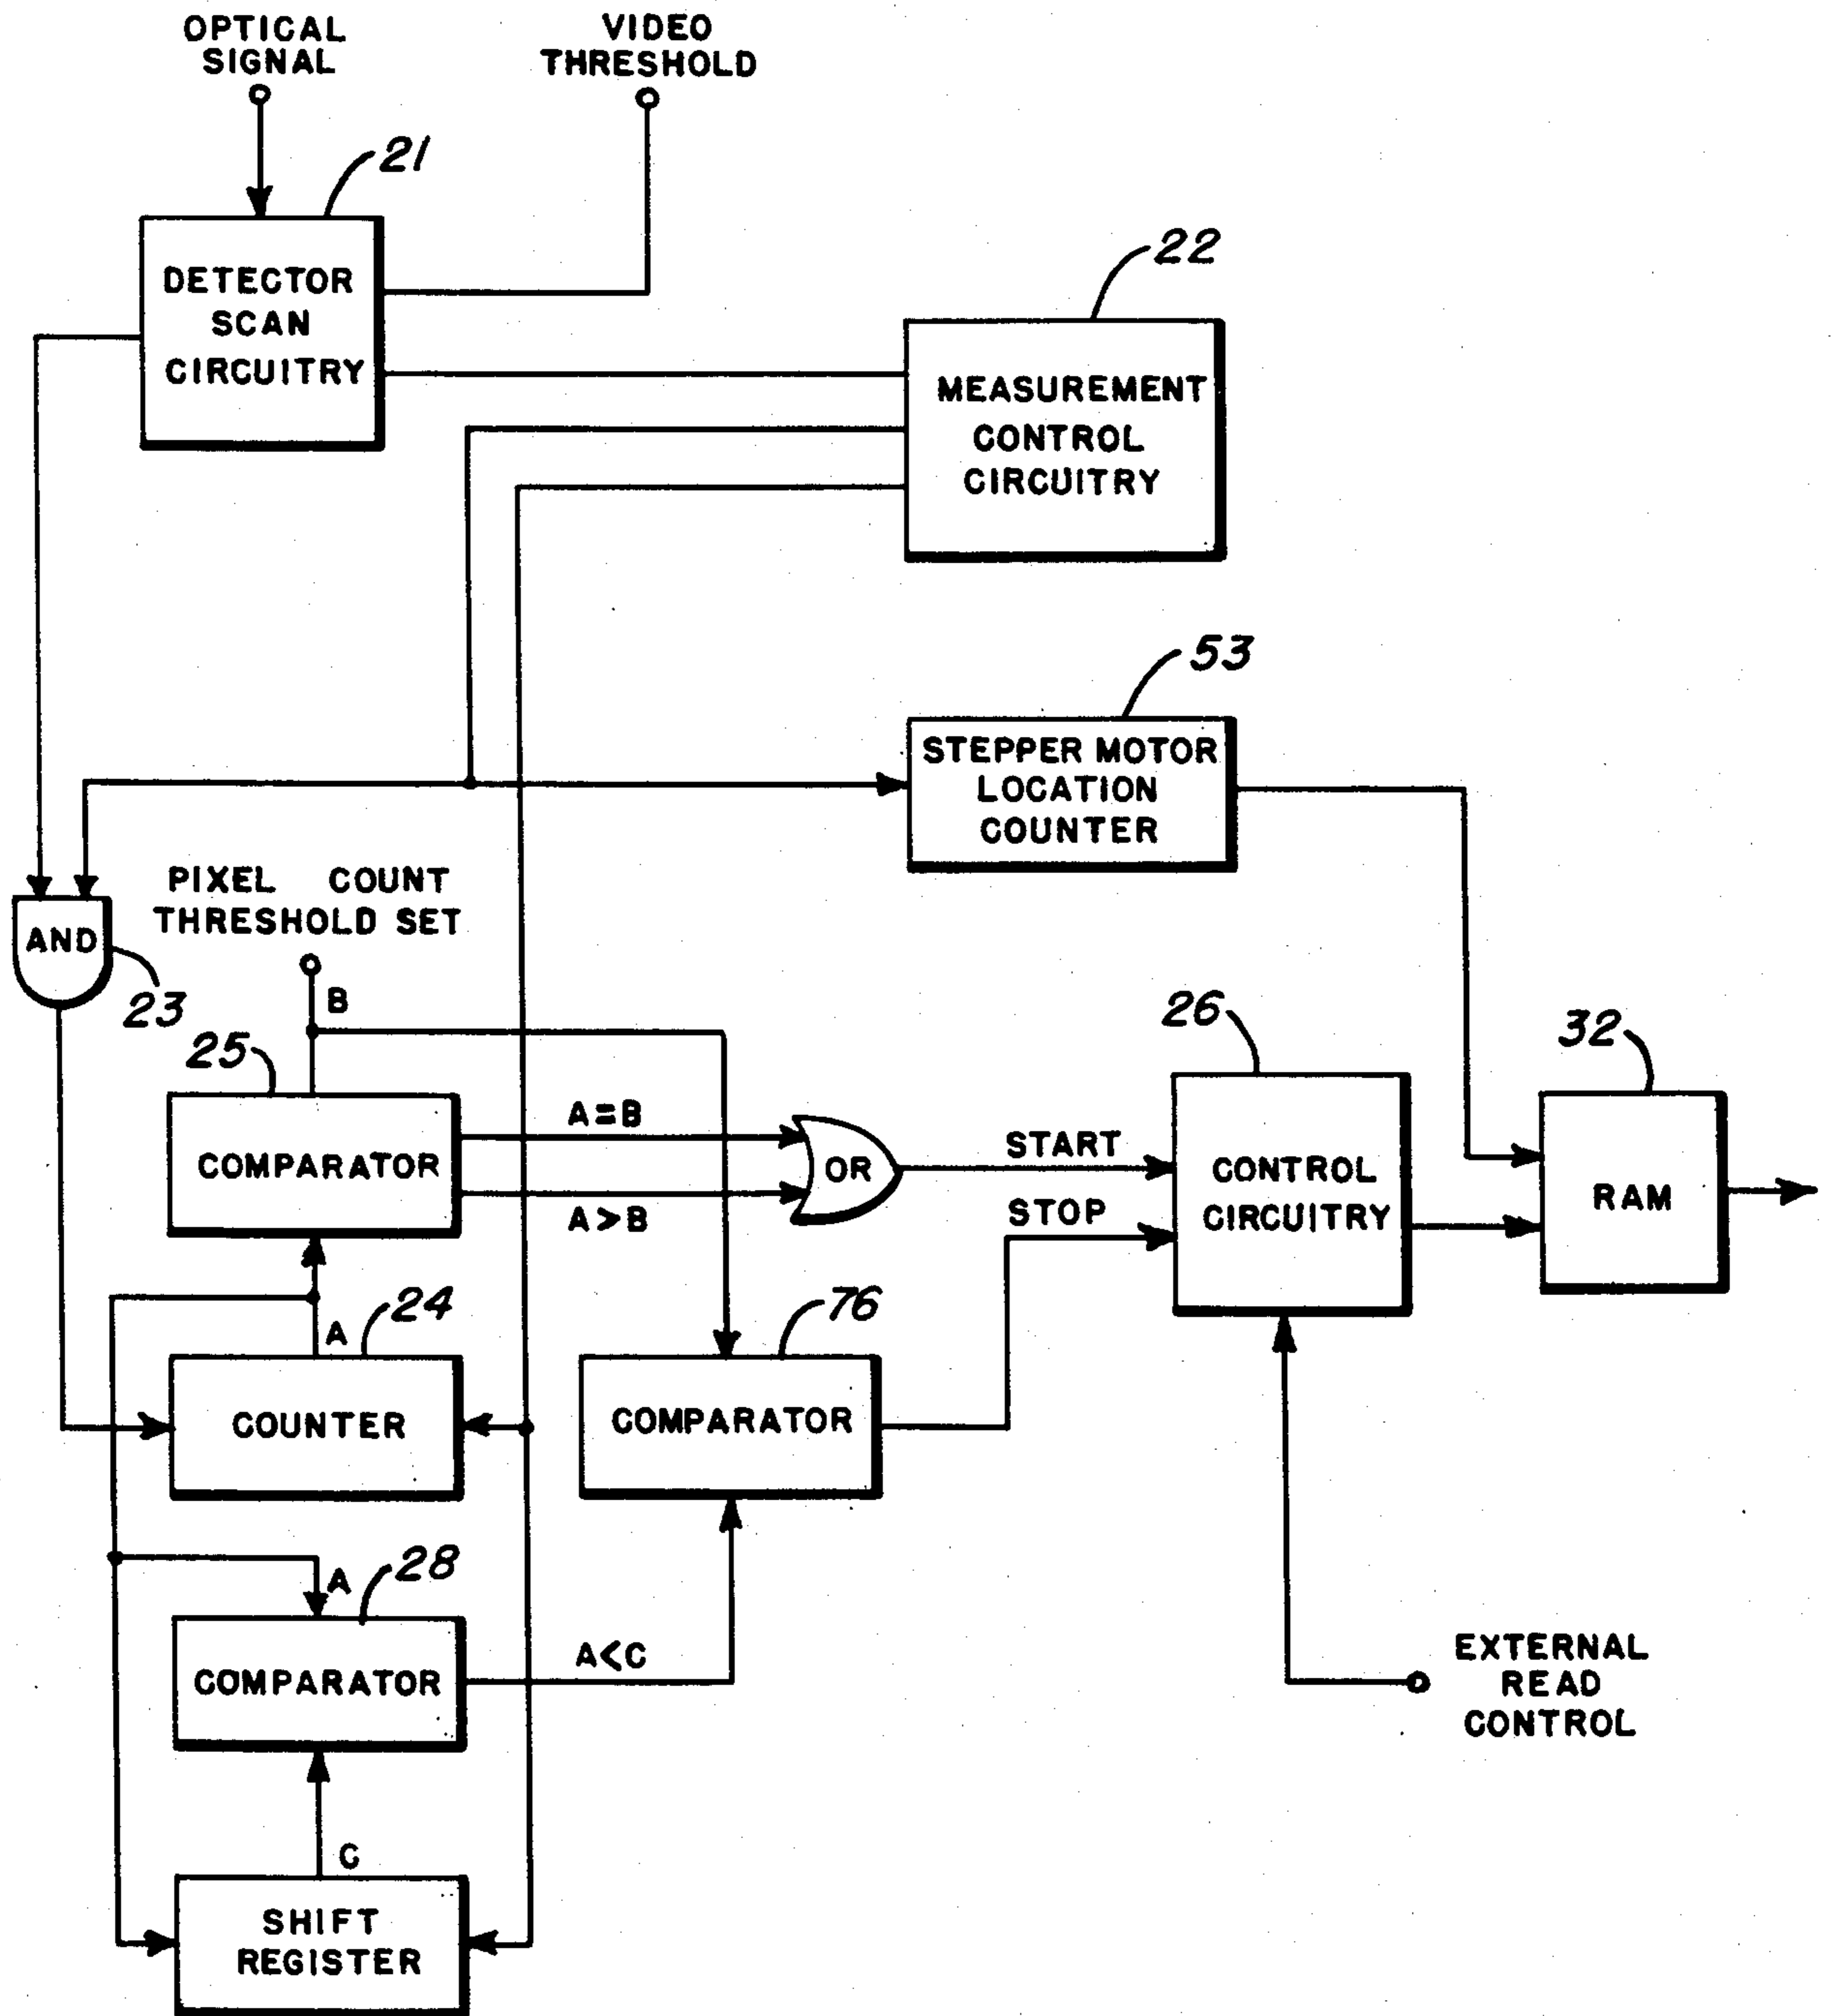 OPTICAL
SIGNAL
VIDEO
THRESHOLD
21
DETECTOR
SCAN
CIRCUITRY
22
MEASUREMENT
CONTROL
CIRCUITRY
53
STEPPER MOTOR
LOCATION
COUNTER
PIXEL COUNT
THRESHOLD SET
AND
23
B
25
COMPARATOR
A=B
A>B
OR
START
STOP
26
CONTROL
CIRCUITRY
32
RAM
A
24
COUNTER
76
COMPARATOR
A
28
COMPARATOR
A<C
EXTERNAL
READ
CONTROL
C
SHIFT
REGISTER